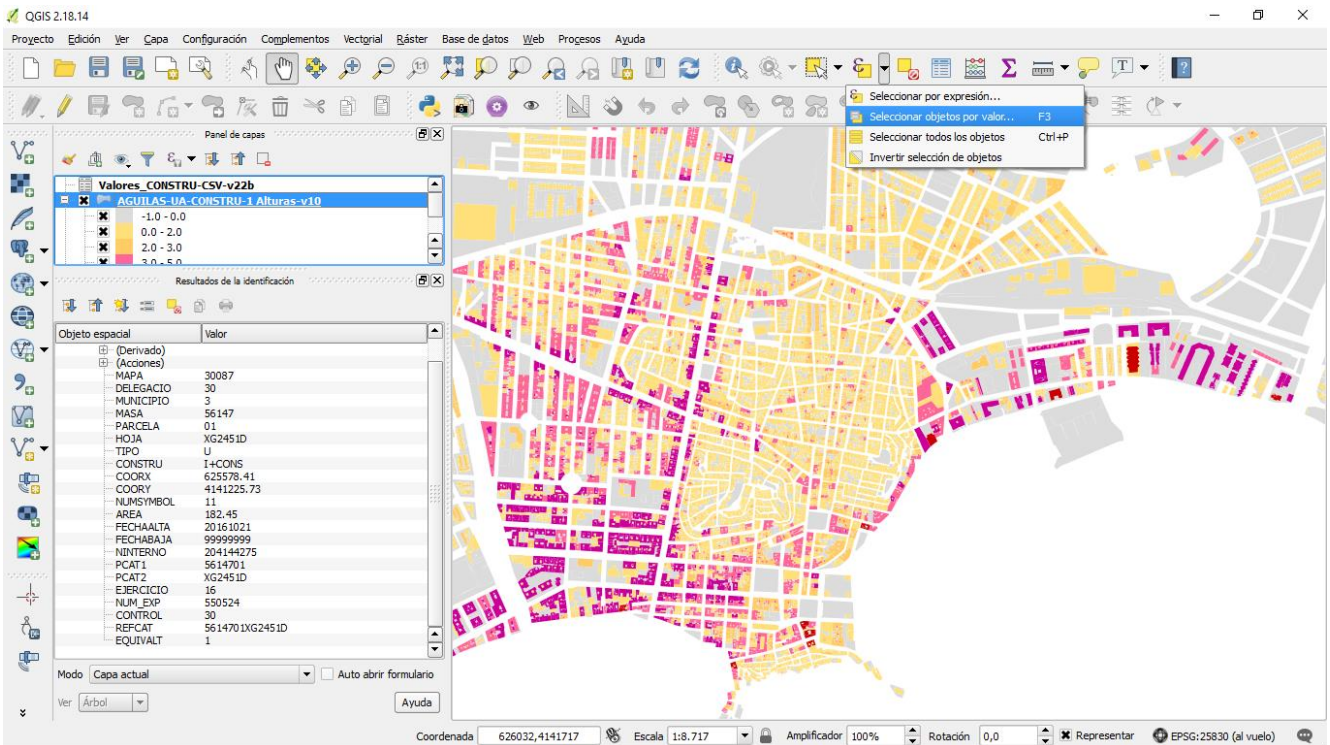 QGIS 2.18.14
Proyecto Edición Ver Capa Configuración Complementos Vectorial Ráster Base de datos Web Procesos Ayuda
Seleccionar por expresión...
Seleccionar objetos por valor... F3
Seleccionar todos los objetos Ctrl+P
Invertir selección de objetos
Panel de capas
Valores_CONSTRU-CSV-v22b
AGUILAS-UA-CONSTRU-1 Alturas-v10
-1.0 - 0.0
0.0 - 2.0
2.0 - 3.0
3.0 - 5.0
Resultados de la identificación
Objeto espacial Valor
(Derivado)
(Acciones)
MAPA 30087
DELEGACIO 30
MUNICIPIO 3
MASA 56147
PARCELA 01
HOJA XG2451D
TIPO U
CONSTRU I+CONS
COORX 625578.41
COORY 4141225.73
NUMSYMBOL 11
AREA 182.45
FECHAALTA 20161021
FECHABAJA 99999999
NINTERNO 204144275
PCAT1 5614701
PCAT2 XG2451D
EJERCICIO 16
NUM_EXP 550524
CONTROL 30
REFCAT 5614701XG2451D
EQUIVALT 1
Modo Capa actual Auto abrir formulario
Ver Árbol Ayuda
Coordenada 626032,4141717 Escala 1:8.717 Amplificador 100% Rotación 0,0 Representar EPSG:25830 (al vuelo)